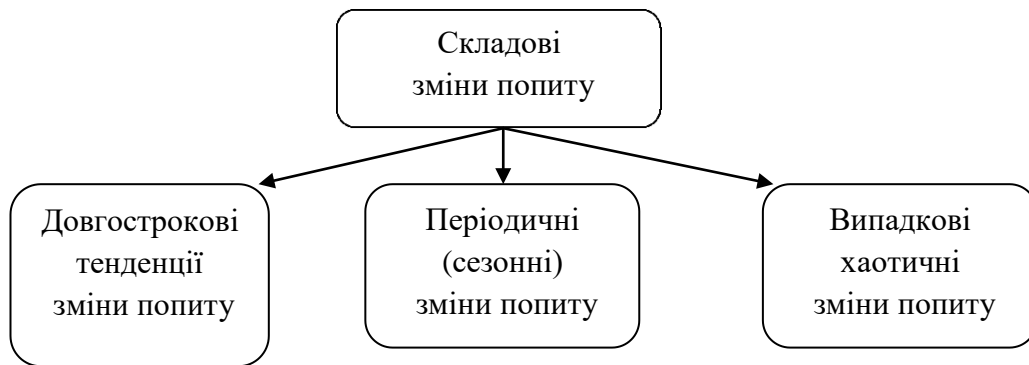 Складові
зміни попиту
Довгострокові
тенденції
зміни попиту
Періодичні
(сезонні)
зміни попиту
Випадкові
хаотичні
зміни попиту